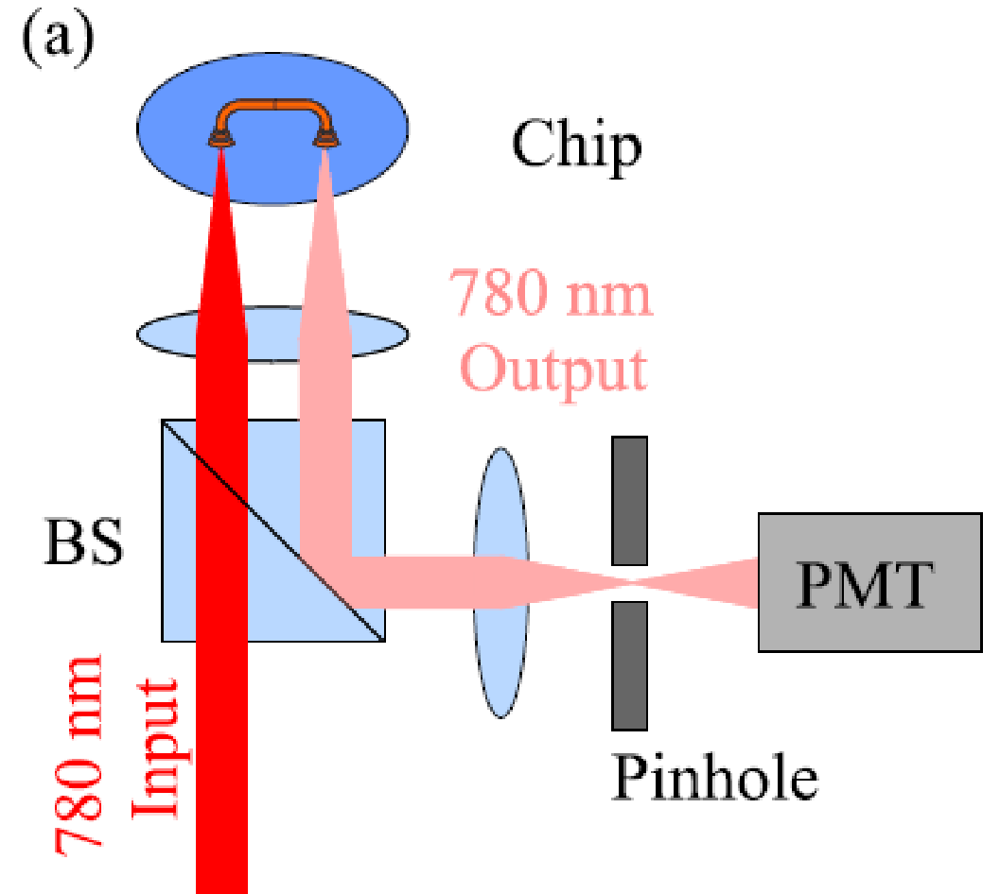 (a)
Chip
780 nm
Output
BS
PMT
780 nm
Input
Pinhole